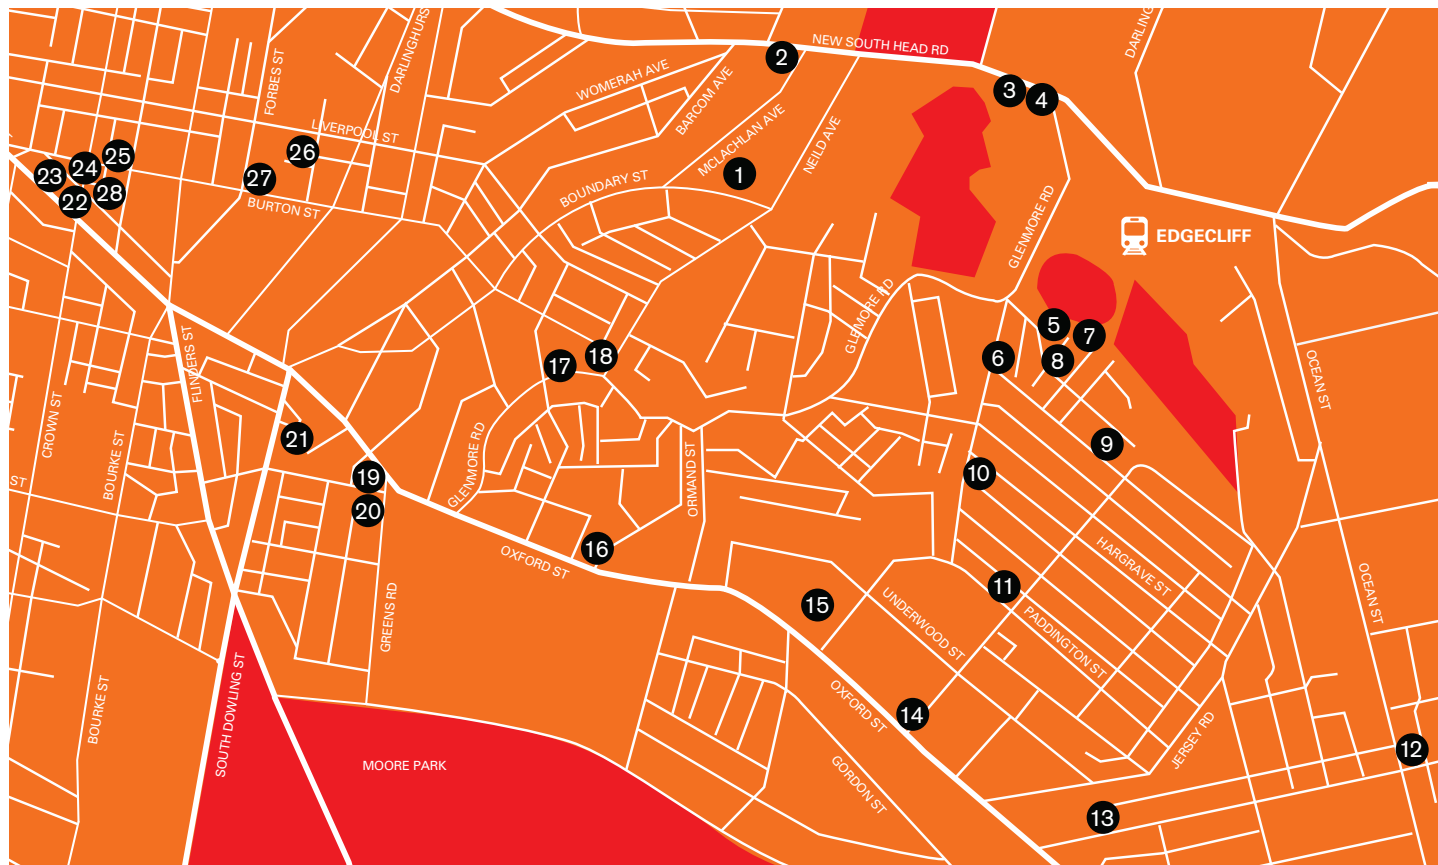 NEW SOUTH HEAD RD
DARLINGHURS
DARLING
FORBES ST
WOMERAH AVE
BARCOM AVE
MCLACHLAN AVE
NEILD AVE
LIVERPOOL ST
BOUNDARY ST
BURTON ST
GLENMORE RD
EDGECLIFF
GLEMORE RD
FLINDERS ST
OCEAN ST
CROWN ST
BOURKE ST
ST
GLENMORE RD
ORMAND ST
OXFORD ST
HARGRAVE ST
PADDINGTON ST
UNDERWOOD ST
OCEAN ST
GREENS RD
SOUTH DOWLING ST
BOURKE ST
MOORE PARK
OXFORD ST
GORDON ST
JERSEY RD
1
2
3
4
5
6
7
8
9
10
11
12
13
14
15
16
17
18
19
20
21
22
23
24
25
26
27
28